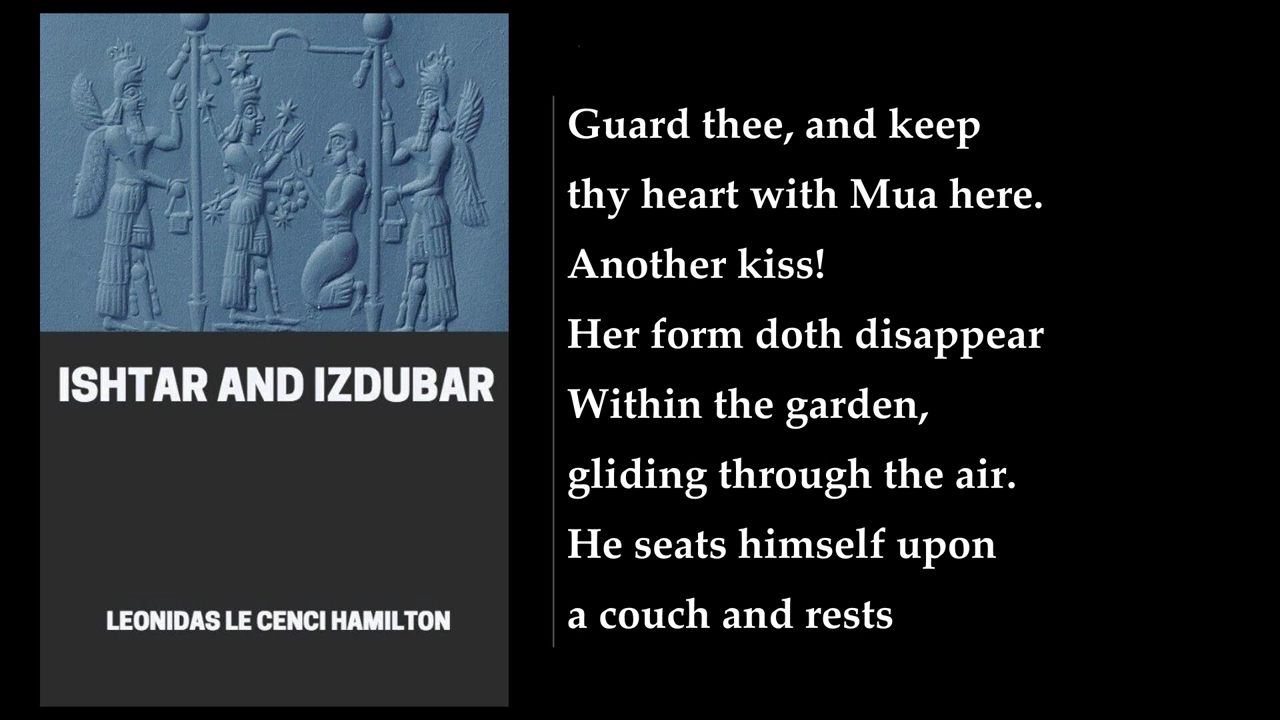 ISHTAR AND IZDUBAR
LEONIDAS LE CENCI HAMILTON
Guard thee, and keep
thy heart with Mua here.
Another kiss!
Her form doth disappear
Within the garden,
gliding through the air.
He seats himself upon
a couch and rests